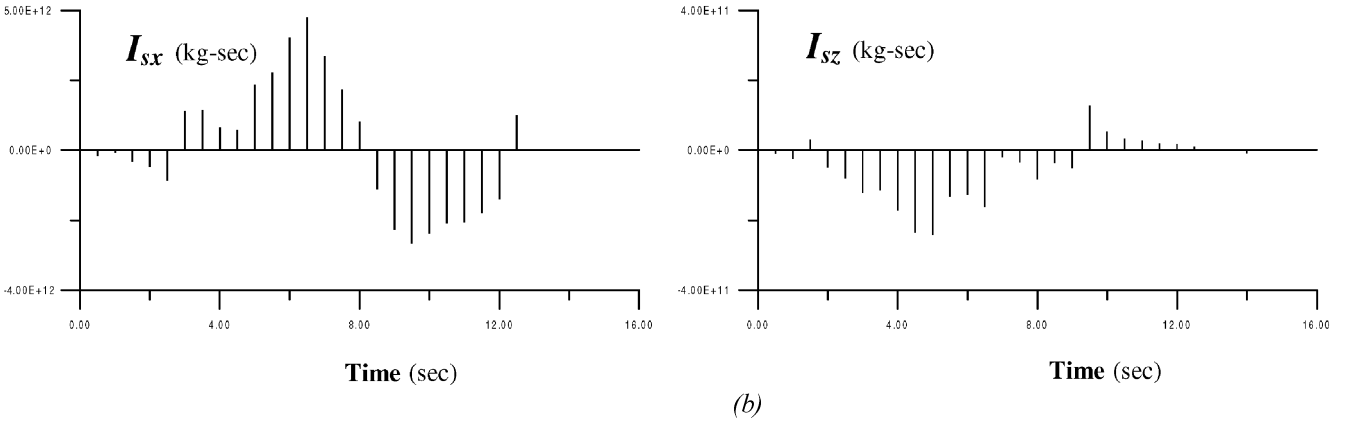 5.00E+12
I_sx (kg-sec)
0.00E+0
-4.00E+12
0.00 4.00 8.00 12.00 16.00
Time (sec)
4.00E+11
I_sz (kg-sec)
0.00E+0
-4.00E+11
0.00 4.00 8.00 12.00 16.00
Time (sec)
(b)